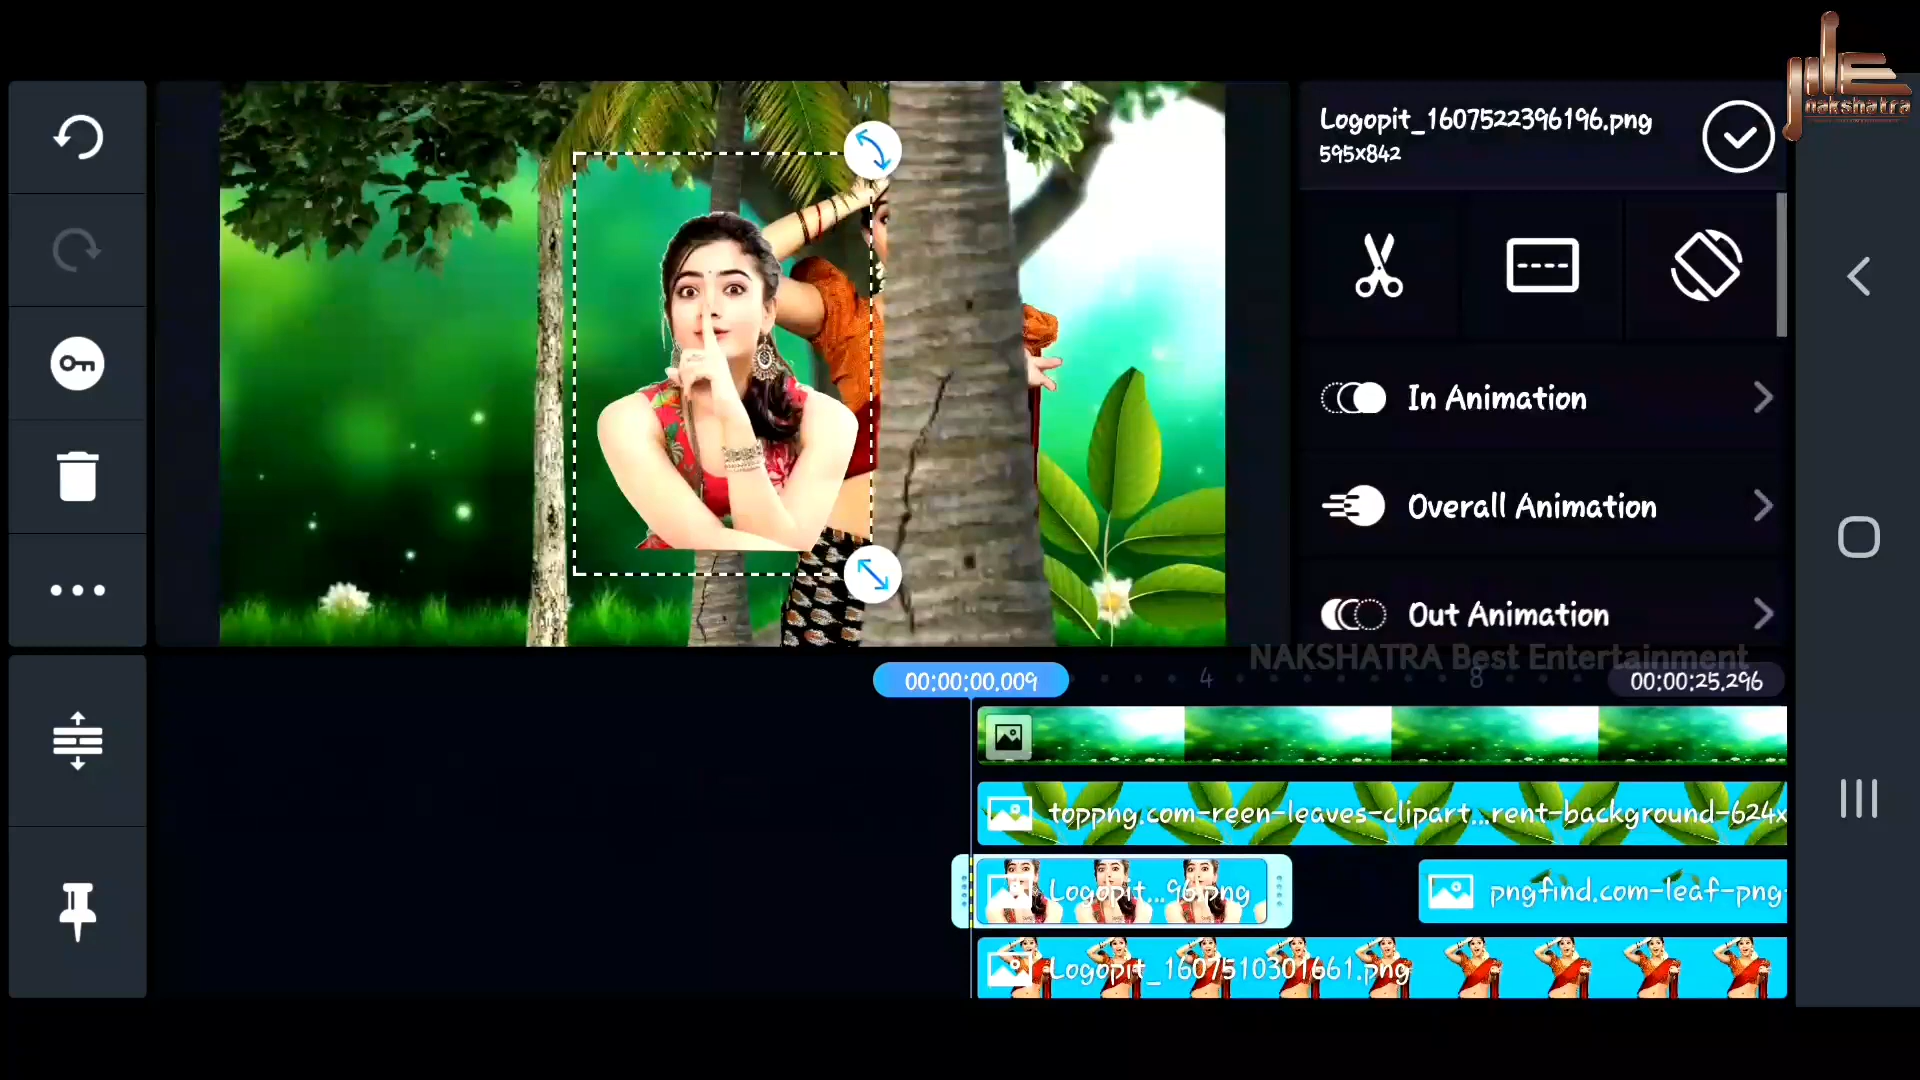 Logopit_1607522396196.png
595x842
nakshatra
In Animation
Overall Animation
Out Animation
NAKSHATRA Best Entertainment
00:00:00.009
4
8
00:00:25.296
toppng.com-reen-leaves-clipart...rent-background-624x
Logopit...96.png
pngfind.com-leaf-png-
Logopit_1607510301661.png